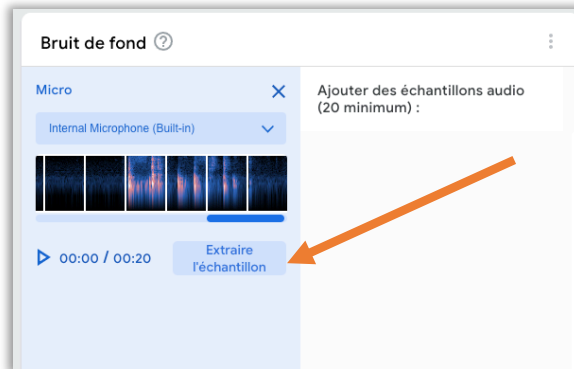 Bruit de fond
Micro
Internal Microphone (Built-in)
00:00 / 00:20
Extraire
l'échantillon
Ajouter des échantillons audio
(20 minimum) :